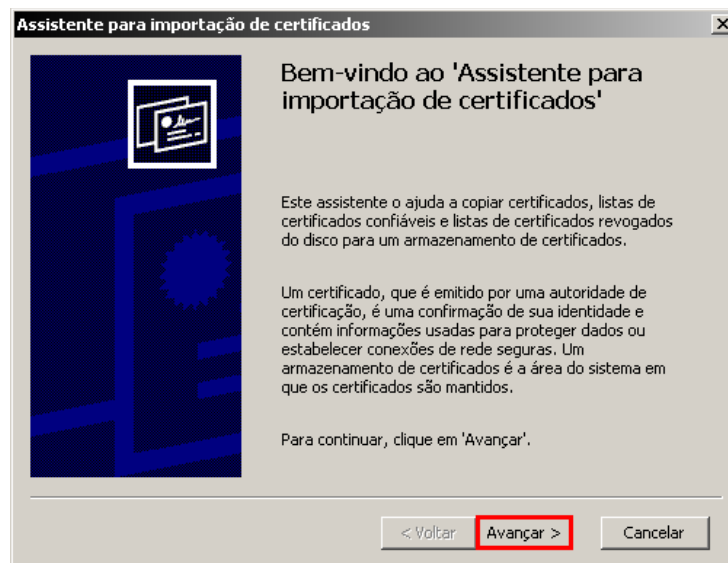 Assistente para importação de certificados
Bem-vindo ao 'Assistente para
importação de certificados'
Este assistente o ajuda a copiar certificados, listas de
certificados confiáveis e listas de certificados revogados
do disco para um armazenamento de certificados.
Um certificado, que é emitido por uma autoridade de
certificação, é uma confirmação de sua identidade e
contém informações usadas para proteger dados ou
estabelecer conexões de rede seguras. Um
armazenamento de certificados é a área do sistema em
que os certificados são mantidos.
Para continuar, clique em 'Avançar'.
< Voltar Avançar > Cancelar